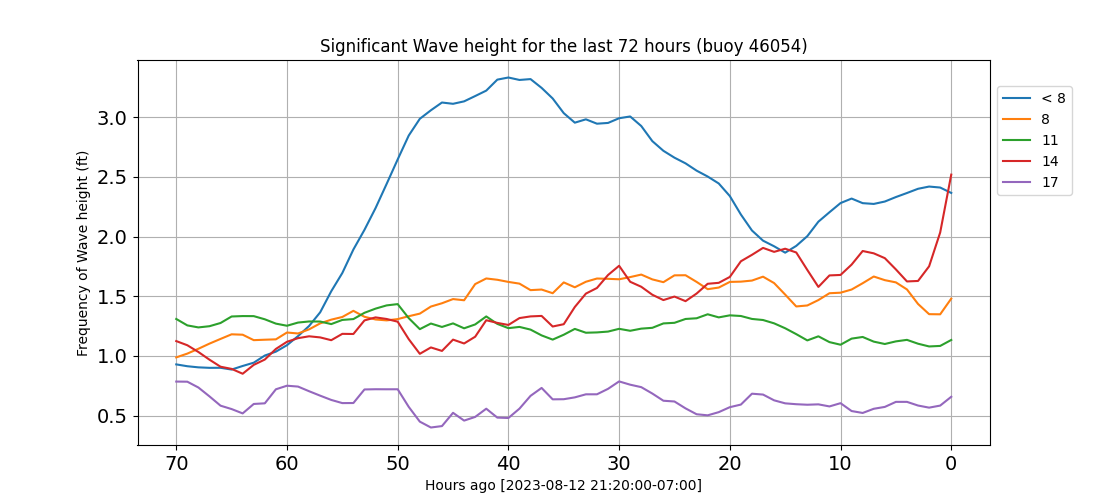 Significant Wave height for the last 72 hours (buoy 46054)
Frequency of Wave height (ft)
3.0
2.5
2.0
1.5
1.0
0.5
70 60 50 40 30 20 10 0
Hours ago [2023-08-12 21:20:00-07:00]
< 8
8
11
14
17